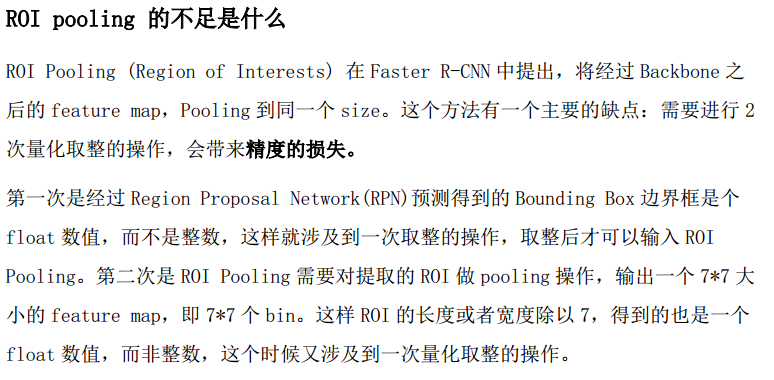 ROI pooling 的不足是什么
ROI Pooling (Region of Interests) 在 Faster R-CNN 中提出，将经过 Backbone 之
后的 feature map，Pooling 到同一个 size。这个方法有一个主要的缺点：需要进行 2
次量化取整的操作，会带来精度的损失。
第一次是经过 Region Proposal Network(RPN)预测得到的 Bounding Box 边界框是个
float 数值，而不是整数，这样就涉及到一次取整的操作，取整后才可以输入 ROI
Pooling。第二次是 ROI Pooling 需要对提取的 ROI 做 pooling 操作，输出一个 7*7 大
小的 feature map，即 7*7 个 bin。这样 ROI 的长度或者宽度除以 7，得到的也是一个
float 数值，而非整数，这个时候又涉及到一次量化取整的操作。